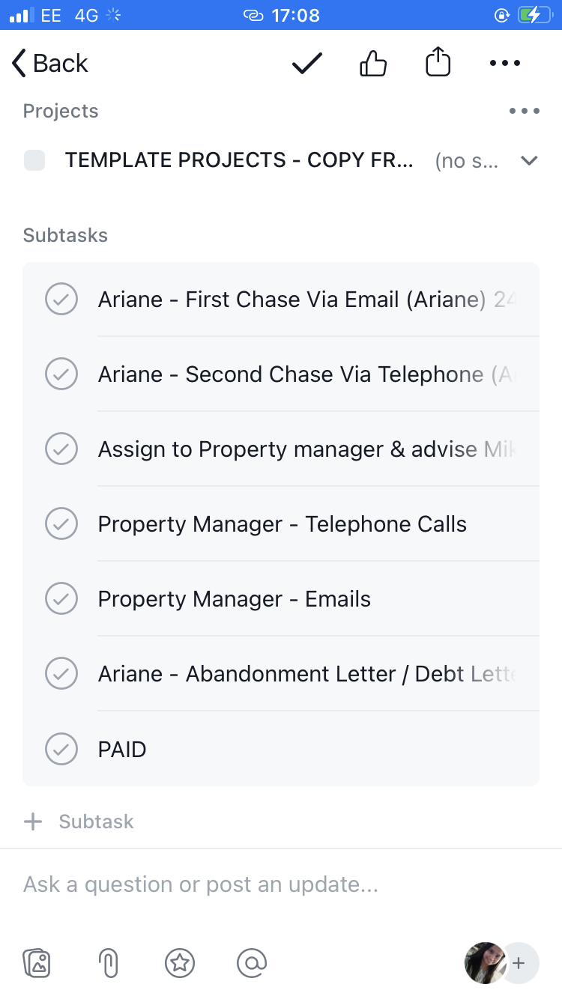 EE 4G 17:08
Back
Projects
TEMPLATE PROJECTS - COPY FR... (no s...
Subtasks
Ariane - First Chase Via Email (Ariane) 24
Ariane - Second Chase Via Telephone (A
Assign to Property manager & advise Mik
Property Manager - Telephone Calls
Property Manager - Emails
Ariane - Abandonment Letter / Debt Lette
PAID
+ Subtask
Ask a question or post an update...